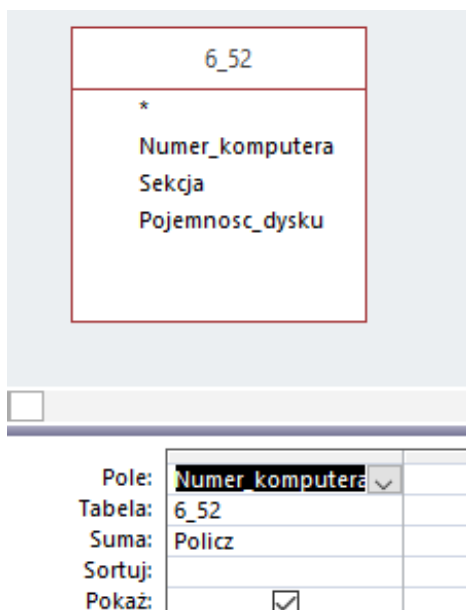 6_52
*
Numer_komputera
Sekcja
Pojemnosc_dysku
Pole: Numer_komputera
Tabela: 6_52
Suma: Policz
Sortuj:
Pokaż: